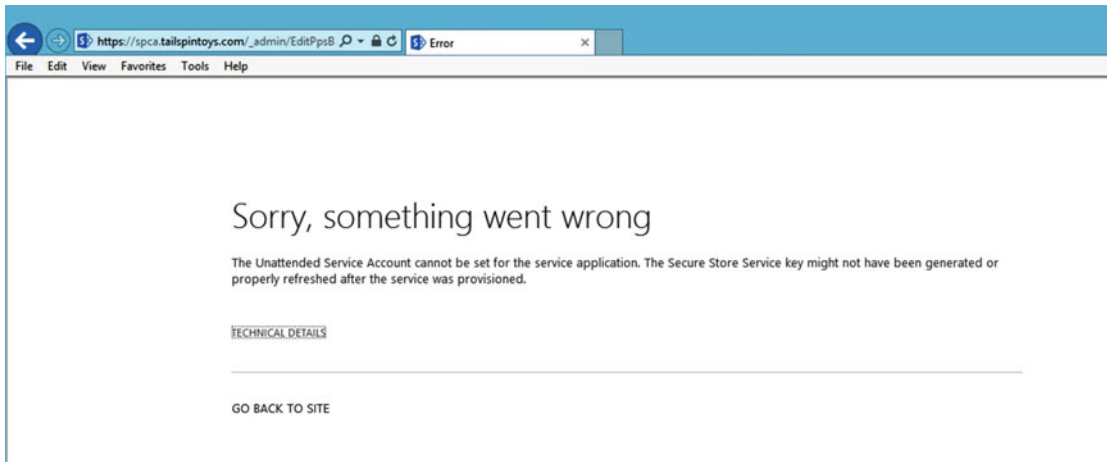 https://spca.tailspintoys.com/_admin/EditPpsB
Error
File Edit View Favorites Tools Help
Sorry, something went wrong
The Unattended Service Account cannot be set for the service application. The Secure Store Service key might not have been generated or
properly refreshed after the service was provisioned.
TECHNICAL DETAILS
GO BACK TO SITE